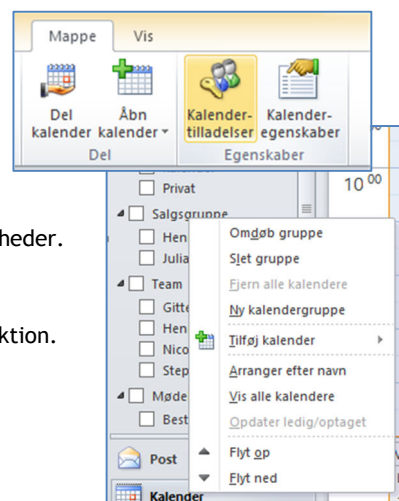 Mappe Vis
Del kalender
Åbn kalender
Kalender-tilladelser
Kalender-egenskaber
Del
Egenskaber
Privat
10 00
Salgsgruppe
Hen
Julia
Team
Gitte
Hen
Nico
Step
Møde
Best
Post
Kalender
Omdøb gruppe
Slet gruppe
Fjern alle kalendere
Ny kalendergruppe
Tilføj kalender
Arranger efter navn
Vis alle kalendere
Opdater ledig/optaget
Flyt op
Flyt ned
heder.
ktion.